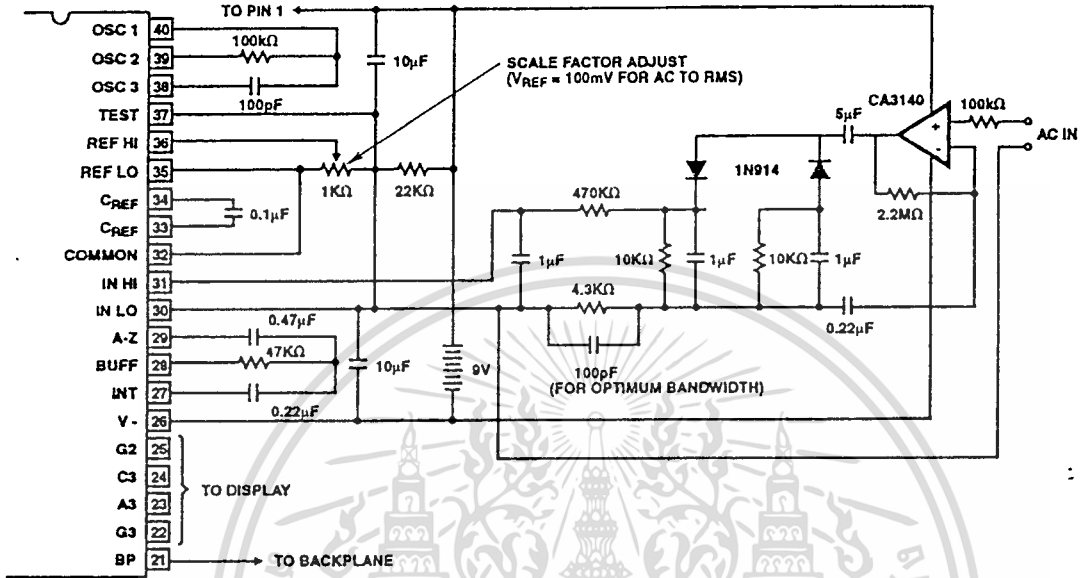 TO PIN 1
OSC 1 40
OSC 2 39
OSC 3 38
TEST 37
REF HI 36
REF LO 35
CREF 34
CREF 33
COMMON 32
IN HI 31
IN LO 30
A-Z 29
BUFF 28
INT 27
V - 26
G2 25
C3 24
A3 23
G3 22
BP 21
100kΩ
100pF
10µF
SCALE FACTOR ADJUST
(VREF = 100mV FOR AC TO RMS)
1KΩ
22KΩ
0.1µF
0.47µF
47KΩ
0.22µF
10µF
9V
1µF
470KΩ
10KΩ
1µF
4.3KΩ
100pF
(FOR OPTIMUM BANDWIDTH)
1N914
10KΩ
1µF
0.22µF
5µF
CA3140
+
-
100kΩ
AC IN
2.2MΩ
TO DISPLAY
TO BACKPLANE